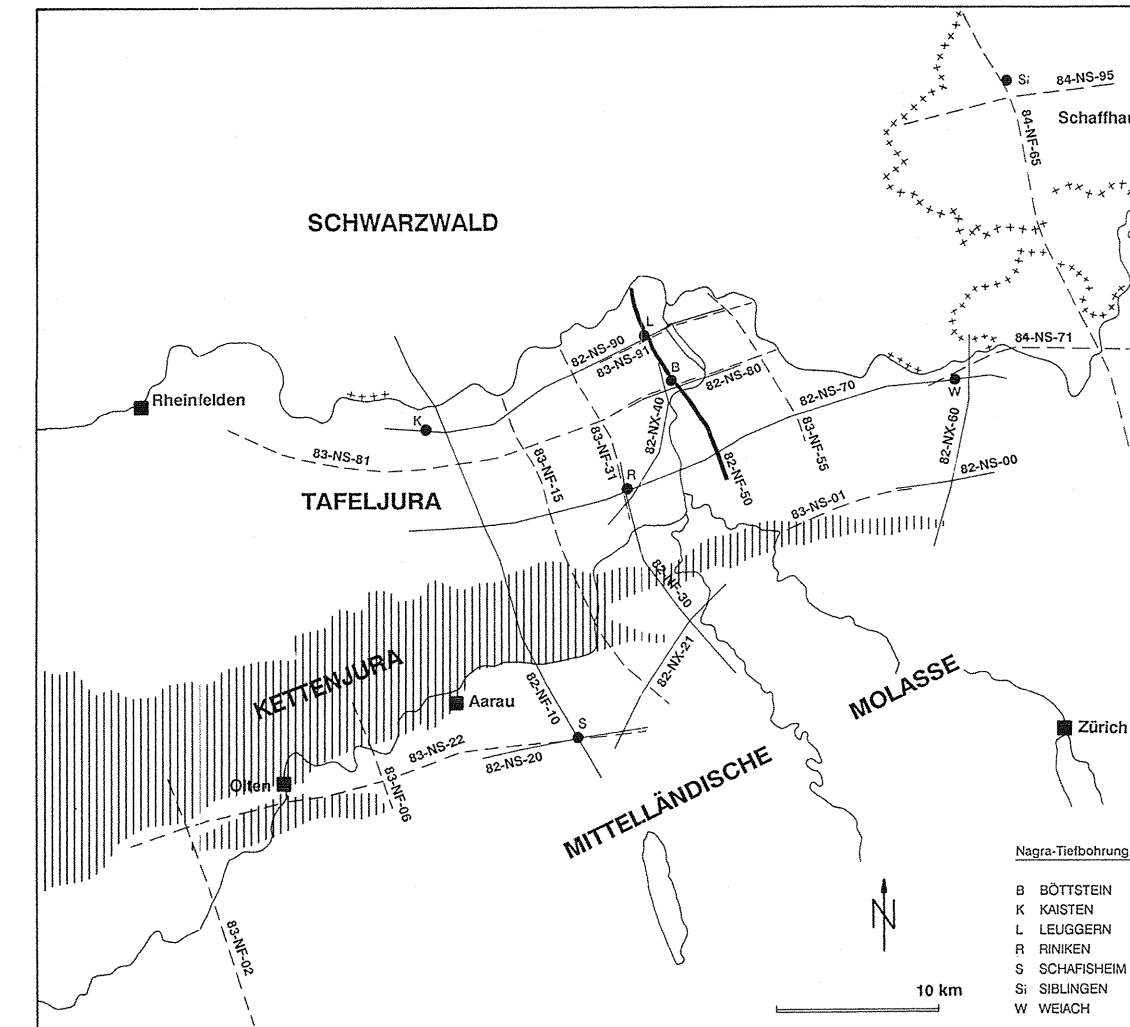 Si
84-NS-95
Schaffhau
84-NF-65
SCHWARZWALD
L
82-NS-90
83-NS-91
84-NS-71
B
82-NS-80
82-NS-70
W
Rheinfelden
K
82-NX-40
82-NX-60
83-NS-81
83-NF-15
83-NF-31
83-NF-55
82-NF-50
82-NS-00
R
TAFELJURA
83-NS-01
82-NF-30
82-NX-21
KETTENJURA
MOLASSE
82-NF-10
Aarau
S
Zürich
83-NS-22
82-NS-20
Olten
83-NF-06
MITTELLÄNDISCHE
Nagra-Tiefbohrung
N
B BÖTTSTEIN
K KAISTEN
L LEUGGERN
R RINIKEN
S SCHAFISHEIM
Si SIBLINGEN
W WEIACH
83-NF-02
10 km